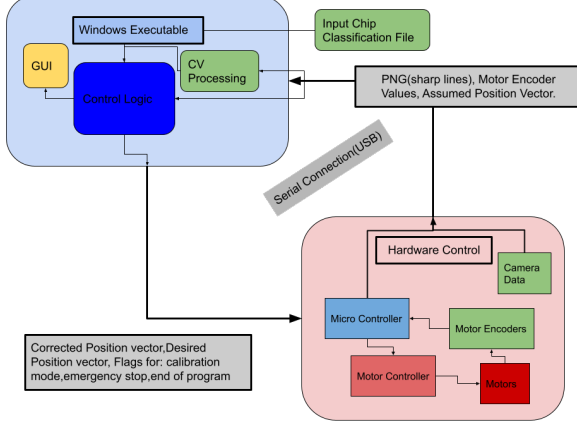 Windows Executable
Input Chip
Classification File
GUI
CV
Processing
Control Logic
PNG(sharp lines), Motor Encoder
Values, Assumed Position Vector.
Serial Connection(USB)
Hardware Control
Camera
Data
Micro Controller
Motor Encoders
Motor Controller
Motors
Corrected Position vector,Desired
Position vector, Flags for: calibration
mode,emergency stop,end of program